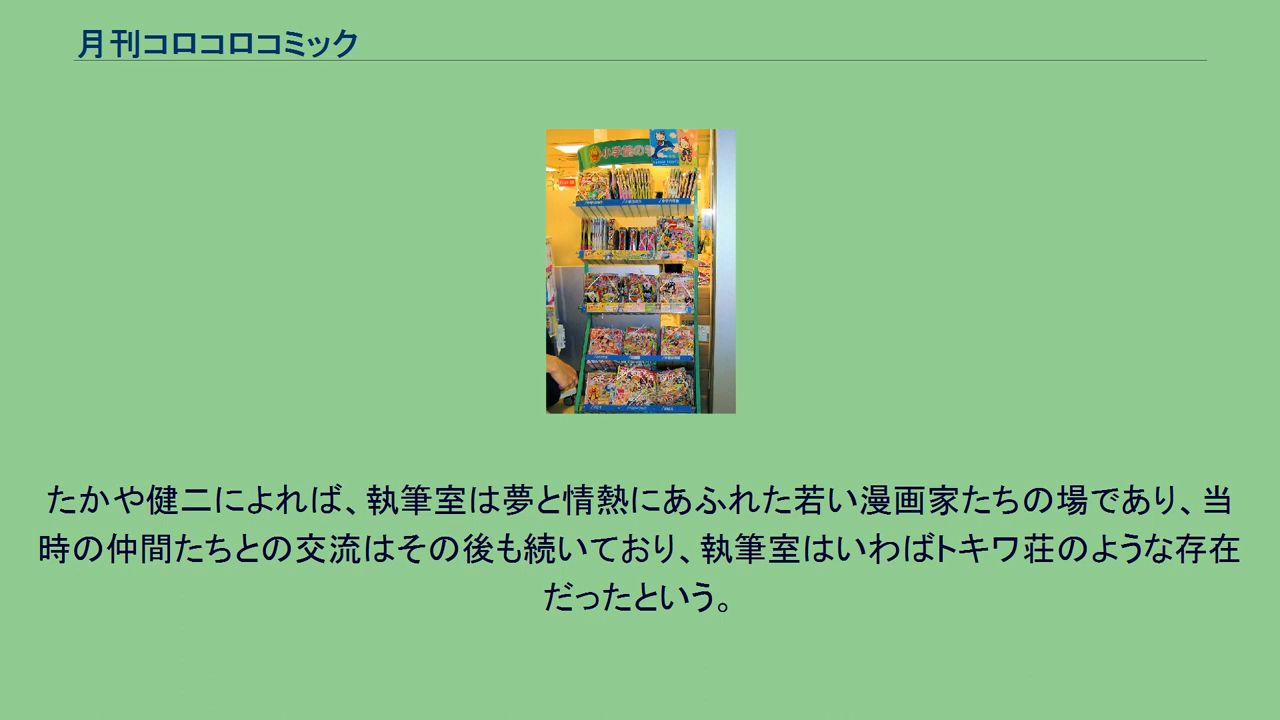 月刊コロコロコミック
小学館の
たかや健二によれば、執筆室は夢と情熱にあふれた若い漫画家たちの場であり、当
時の仲間たちとの交流はその後も続いており、執筆室はいわばトキワ荘のような存在
だったという。